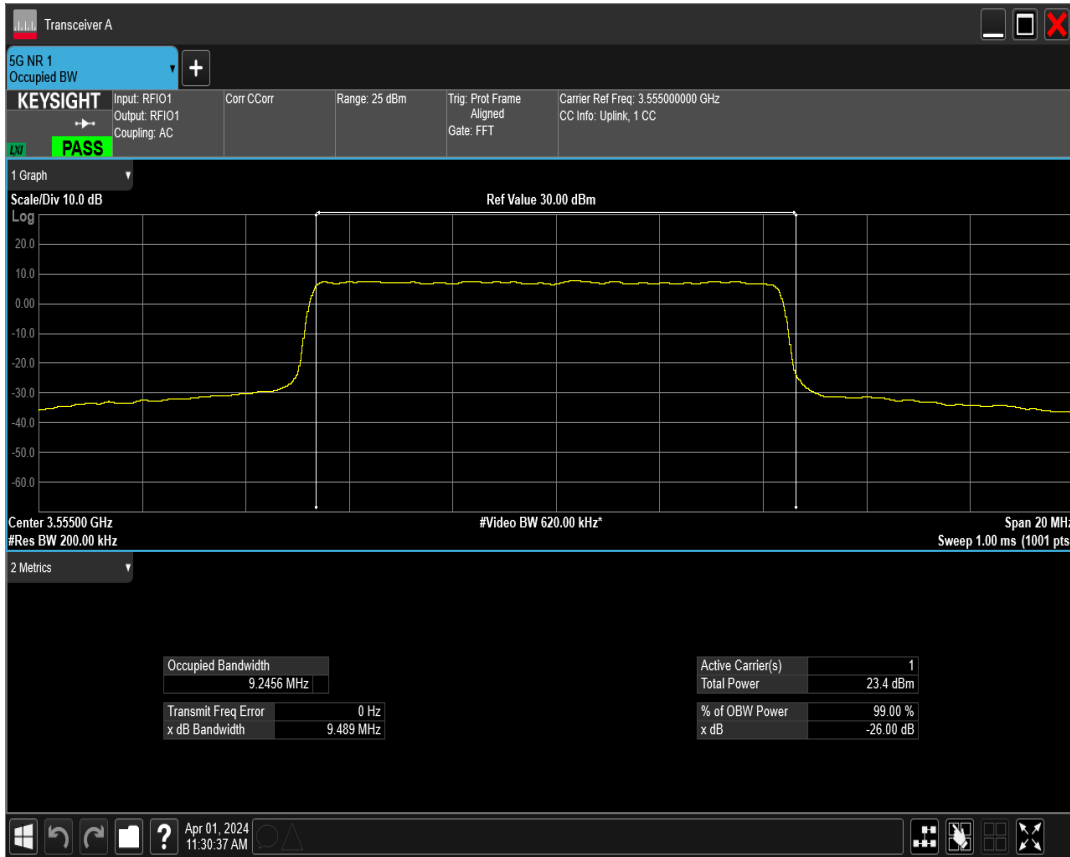 Transceiver A
5G NR 1
Occupied BW
KEYSIGHT
LXI
PASS
Input: RFIO1
Output: RFIO1
Coupling: AC
Corr CCorr
Range: 25 dBm
Trig: Prot Frame
Aligned
Gate: FFT
Carrier Ref Freq: 3.555000000 GHz
CC Info: Uplink, 1 CC
1 Graph
Scale/Div 10.0 dB
Ref Value 30.00 dBm
Log
20.0
10.0
0.00
-10.0
-20.0
-30.0
-40.0
-50.0
-60.0
Center 3.55500 GHz
#Video BW 620.00 kHz*
Span 20 MHz
#Res BW 200.00 kHz
Sweep 1.00 ms (1001 pts
2 Metrics
Occupied Bandwidth
9.2456 MHz
Transmit Freq Error 0 Hz
x dB Bandwidth 9.489 MHz
Active Carrier(s) 1
Total Power 23.4 dBm
% of OBW Power 99.00 %
x dB -26.00 dB
?
Apr 01, 2024
11:30:37 AM